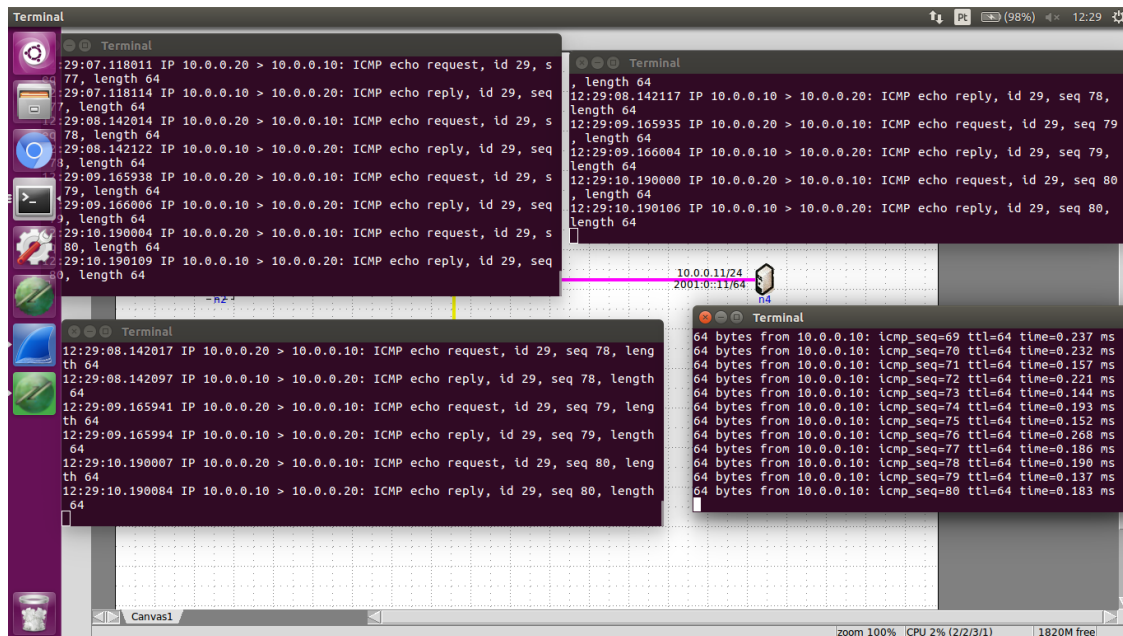 Terminal
Pt
(98%)
12:29
Terminal
:29:07.118011 IP 10.0.0.20 > 10.0.0.10: ICMP echo request, id 29, s
77, length 64
:29:07.118114 IP 10.0.0.10 > 10.0.0.20: ICMP echo reply, id 29, seq
7, length 64
:29:08.142014 IP 10.0.0.20 > 10.0.0.10: ICMP echo request, id 29, s
78, length 64
:29:08.142122 IP 10.0.0.10 > 10.0.0.20: ICMP echo reply, id 29, seq
8, length 64
:29:09.165938 IP 10.0.0.20 > 10.0.0.10: ICMP echo request, id 29, s
79, length 64
:29:09.166006 IP 10.0.0.10 > 10.0.0.20: ICMP echo reply, id 29, seq
9, length 64
:29:10.190004 IP 10.0.0.20 > 10.0.0.10: ICMP echo request, id 29, s
80, length 64
:29:10.190109 IP 10.0.0.10 > 10.0.0.20: ICMP echo reply, id 29, seq
0, length 64
Terminal
, length 64
12:29:08.142117 IP 10.0.0.10 > 10.0.0.20: ICMP echo reply, id 29, seq 78,
length 64
12:29:09.165935 IP 10.0.0.20 > 10.0.0.10: ICMP echo request, id 29, seq 79
, length 64
12:29:09.166004 IP 10.0.0.10 > 10.0.0.20: ICMP echo reply, id 29, seq 79,
length 64
12:29:10.190000 IP 10.0.0.20 > 10.0.0.10: ICMP echo request, id 29, seq 80
, length 64
12:29:10.190106 IP 10.0.0.10 > 10.0.0.20: ICMP echo reply, id 29, seq 80,
length 64
10.0.0.11/24
2001:0::11/64
n4
n2
Terminal
12:29:08.142017 IP 10.0.0.20 > 10.0.0.10: ICMP echo request, id 29, seq 78, leng
th 64
12:29:08.142097 IP 10.0.0.10 > 10.0.0.20: ICMP echo reply, id 29, seq 78, length
64
12:29:09.165941 IP 10.0.0.20 > 10.0.0.10: ICMP echo request, id 29, seq 79, leng
th 64
12:29:09.165994 IP 10.0.0.10 > 10.0.0.20: ICMP echo reply, id 29, seq 79, length
64
12:29:10.190007 IP 10.0.0.20 > 10.0.0.10: ICMP echo request, id 29, seq 80, leng
th 64
12:29:10.190084 IP 10.0.0.10 > 10.0.0.20: ICMP echo reply, id 29, seq 80, length
64
Terminal
64 bytes from 10.0.0.10: icmp_seq=69 ttl=64 time=0.237 ms
64 bytes from 10.0.0.10: icmp_seq=70 ttl=64 time=0.232 ms
64 bytes from 10.0.0.10: icmp_seq=71 ttl=64 time=0.157 ms
64 bytes from 10.0.0.10: icmp_seq=72 ttl=64 time=0.221 ms
64 bytes from 10.0.0.10: icmp_seq=73 ttl=64 time=0.144 ms
64 bytes from 10.0.0.10: icmp_seq=74 ttl=64 time=0.193 ms
64 bytes from 10.0.0.10: icmp_seq=75 ttl=64 time=0.152 ms
64 bytes from 10.0.0.10: icmp_seq=76 ttl=64 time=0.268 ms
64 bytes from 10.0.0.10: icmp_seq=77 ttl=64 time=0.186 ms
64 bytes from 10.0.0.10: icmp_seq=78 ttl=64 time=0.190 ms
64 bytes from 10.0.0.10: icmp_seq=79 ttl=64 time=0.137 ms
64 bytes from 10.0.0.10: icmp_seq=80 ttl=64 time=0.183 ms
Canvas1
zoom 100%
CPU 2% (2/2/3/1)
1820M free